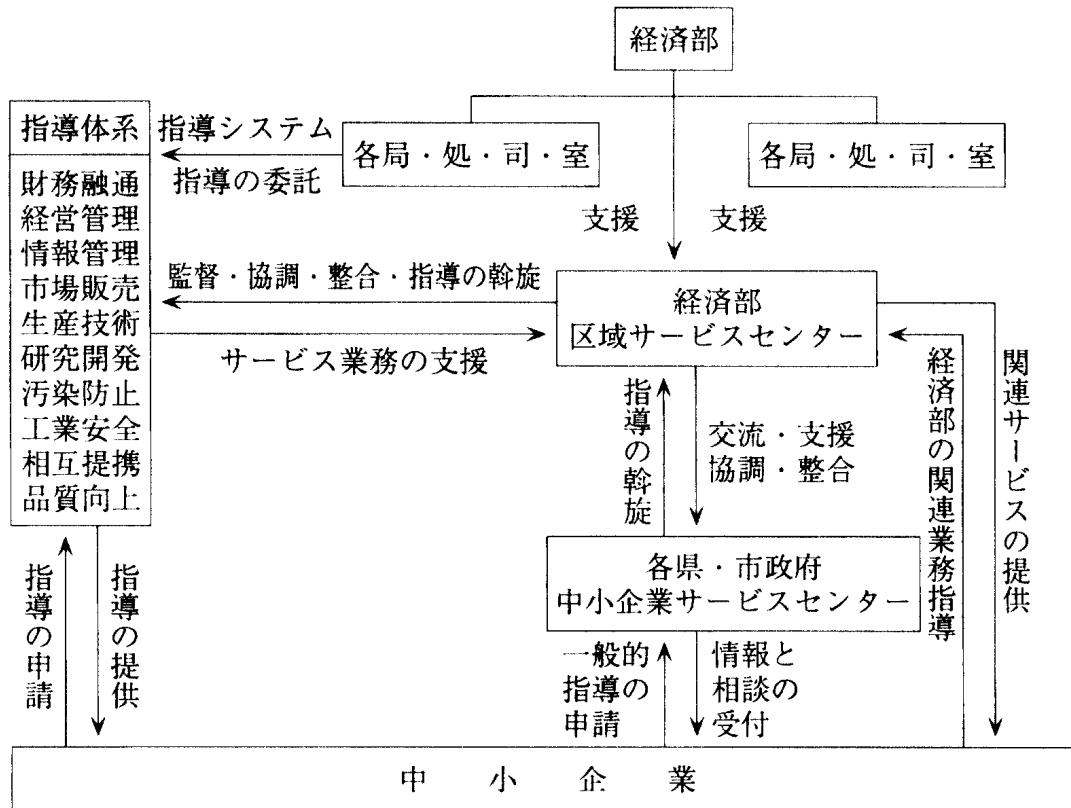 経済部
指導体系
指導システム
指導の委託
各局・処・司・室
各局・処・司・室
財務融通
経営管理
情報管理
市場販売
生産技術
研究開発
汚染防止
工業安全
相互提携
品質向上
支援
支援
監督・協調・整合・指導の斡旋
サービス業務の支援
経済部
区域サービスセンター
指導の斡旋
交流・支援
協調・整合
経済部の関連業務指導
関連サービスの提供
各県・市政府
中小企業サービスセンター
指導の申請
指導の提供
一般的
指導の
申請
情報と
相談の
受付
中小企業